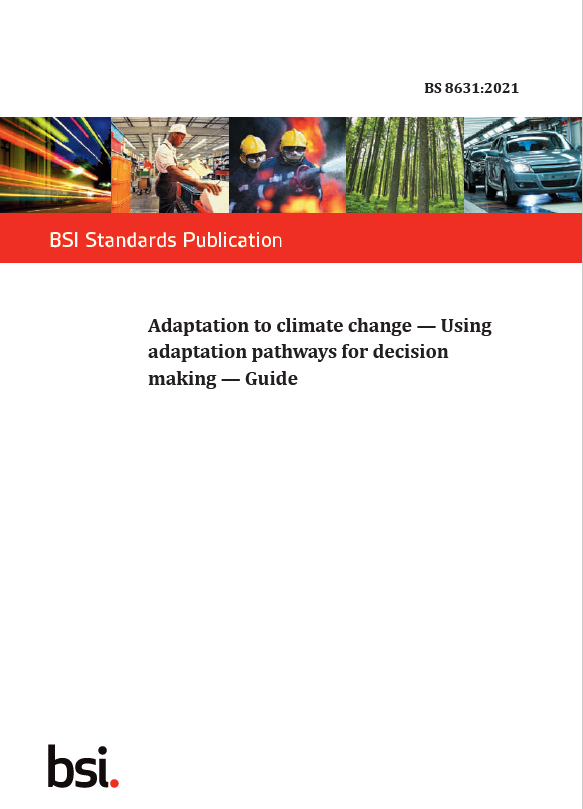 BS 8631:2021
BSI Standards Publication
Adaptation to climate change — Using
adaptation pathways for decision
making — Guide
bsi.